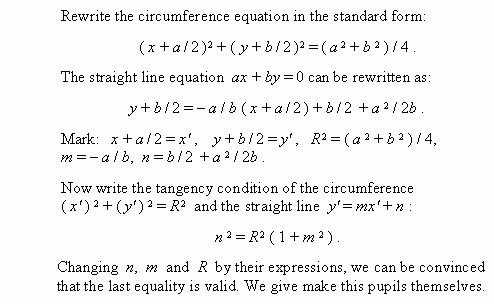 Rewrite the circumference equation in the standard form:
( x + a / 2 )² + ( y + b / 2 )² = ( a ² + b ² ) / 4 .
The straight line equation ax + by = 0 can be rewritten as:
y + b / 2 = – a / b ( x + a / 2 ) + b / 2 + a ² / 2b .
Mark: x + a / 2 = x' , y + b / 2 = y' , R² = ( a ² + b ² ) / 4 ,
m = – a / b, n = b / 2 + a ² / 2b .
Now write the tangency condition of the circumference
( x' ) ² + ( y' ) ² = R² and the straight line y' = mx' + n :
n ² = R² ( 1 + m ² ) .
Changing n, m and R by their expressions, we can be convinced
that the last equality is valid. We give make this pupils themselves.